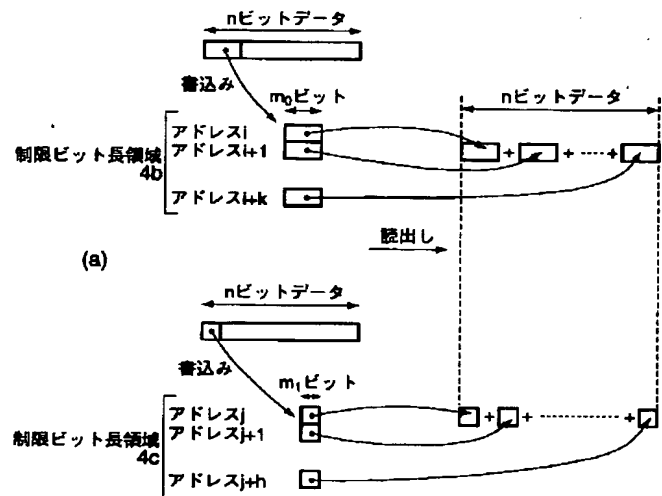 nビットデータ
書込み
m₀ビット
nビットデータ
制限ビット長領域
4b
アドレスi
アドレスi+1
アドレスi+k
+ + ----- +
読出し
(a)
nビットデータ
書込み
m₁ビット
制限ビット長領域
4c
アドレスj
アドレスj+1
アドレスj+h
+ + --------- +